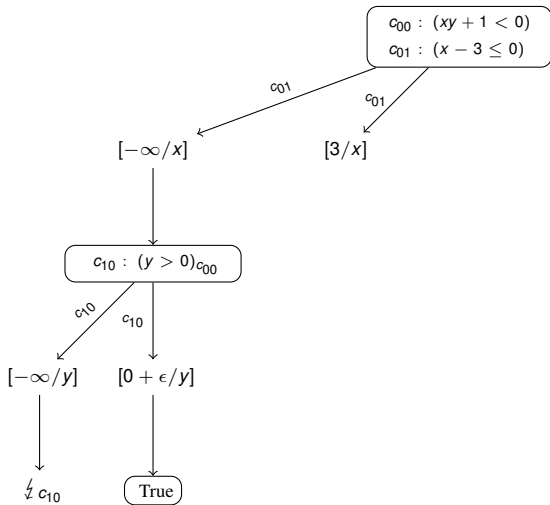 c₀₀ : (xy + 1 < 0)
c₀₁ : (x − 3 ≤ 0)
c₀₁
c₀₁
[−∞/x]
[3/x]
c₁₀ : (y > 0)c₀₀
c₁₀
c₁₀
[−∞/y]
[0 + ϵ/y]
↯ c₁₀
True